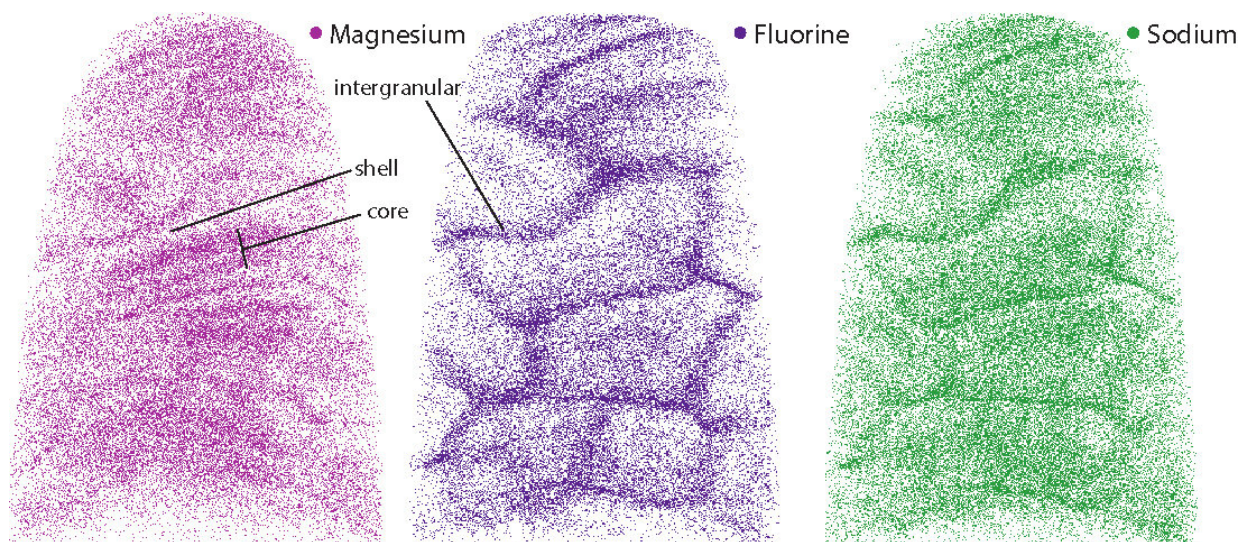 Magnesium
Fluorine
Sodium
intergranular
shell
core